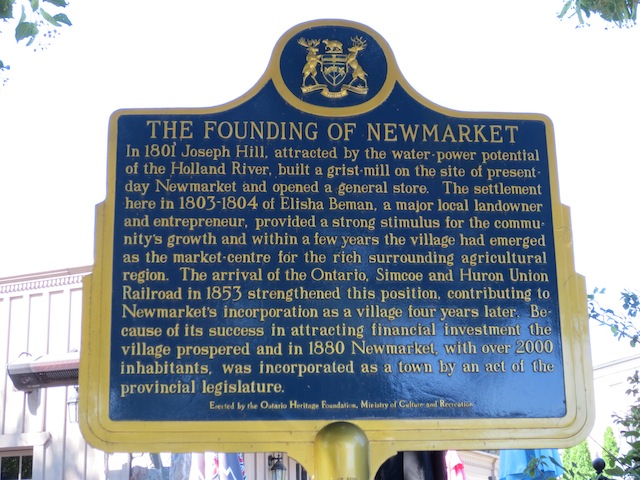 THE FOUNDING OF NEWMARKET
In 1801 Joseph Hill, attracted by the water-power potential
of the Holland River, built a grist-mill on the site of present-
day Newmarket and opened a general store. The settlement
here in 1803-1804 of Elisha Beman, a major local landowner
and entrepreneur, provided a strong stimulus for the commu-
nity's growth and within a few years the village had emerged
as the market-centre for the rich surrounding agricultural
region. The arrival of the Ontario, Simcoe and Huron Union
Railroad in 1853 strengthened this position, contributing to
Newmarket's incorporation as a village four years later. Be-
cause of its success in attracting financial investment the
village prospered and in 1880 Newmarket, with over 2000
inhabitants, was incorporated as a town by an act of the
provincial legislature.
Erected by the Ontario Heritage Foundation, Ministry of Culture and Recreation